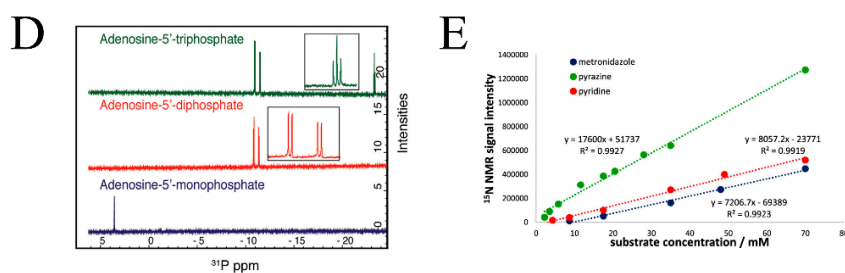 D
Adenosine-5'-triphosphate
Adenosine-5'-diphosphate
Adenosine-5'-monophosphate
20
15
10
5
0
Intensities
5
0
- 5
- 10
- 15
- 20
³¹P ppm
E
metronidazole
pyrazine
pyridine
1400000
1200000
1000000
800000
600000
400000
200000
0
¹⁵N NMR signal intensity
y = 17600x + 51737
R² = 0.9927
y = 8057.2x - 23771
R² = 0.9919
y = 7206.7x - 69389
R² = 0.9923
0
10
20
30
40
50
60
70
80
substrate concentration / mM